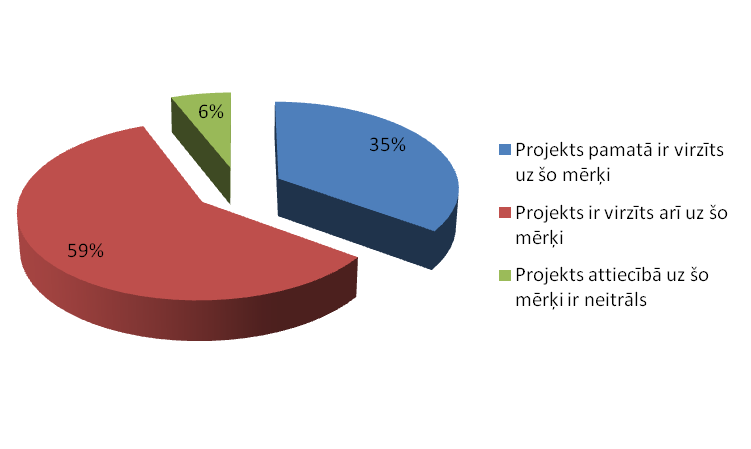 6%
35%
59%
Projekts pamatā ir virzīts
uz šo mērķi
Projekts ir virzīts arī uz šo
mērķi
Projekts attiecībā uz šo
mērķi ir neitrāls